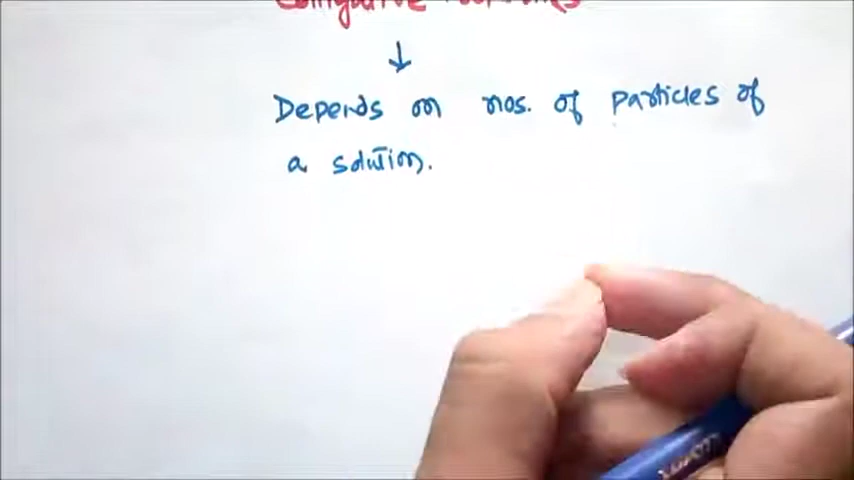 Depends on nos. of particles of
a solution.